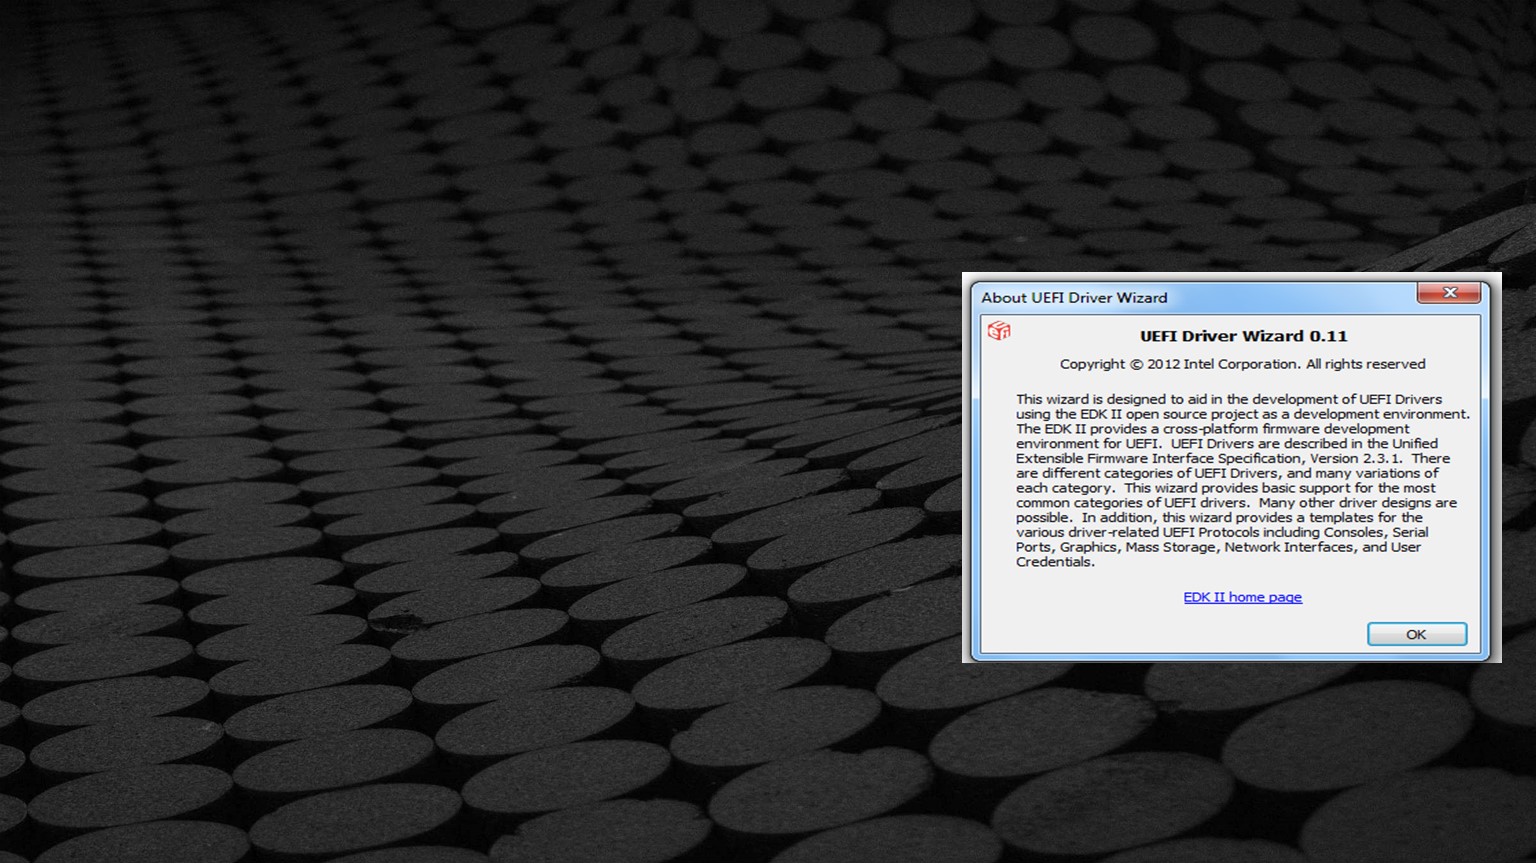 About UEFI Driver Wizard
UEFI Driver Wizard 0.11
Copyright © 2012 Intel Corporation. All rights reserved
This wizard is designed to aid in the development of UEFI Drivers
using the EDK II open source project as a development environment.
The EDK II provides a cross-platform firmware development
environment for UEFI.  UEFI Drivers are described in the Unified
Extensible Firmware Interface Specification, Version 2.3.1.  There
are different categories of UEFI Drivers, and many variations of
each category.  This wizard provides basic support for the most
common categories of UEFI drivers.  Many other driver designs are
possible.  In addition, this wizard provides a templates for the
various driver-related UEFI Protocols including Consoles, Serial
Ports, Graphics, Mass Storage, Network Interfaces, and User
Credentials.
EDK II home page
OK